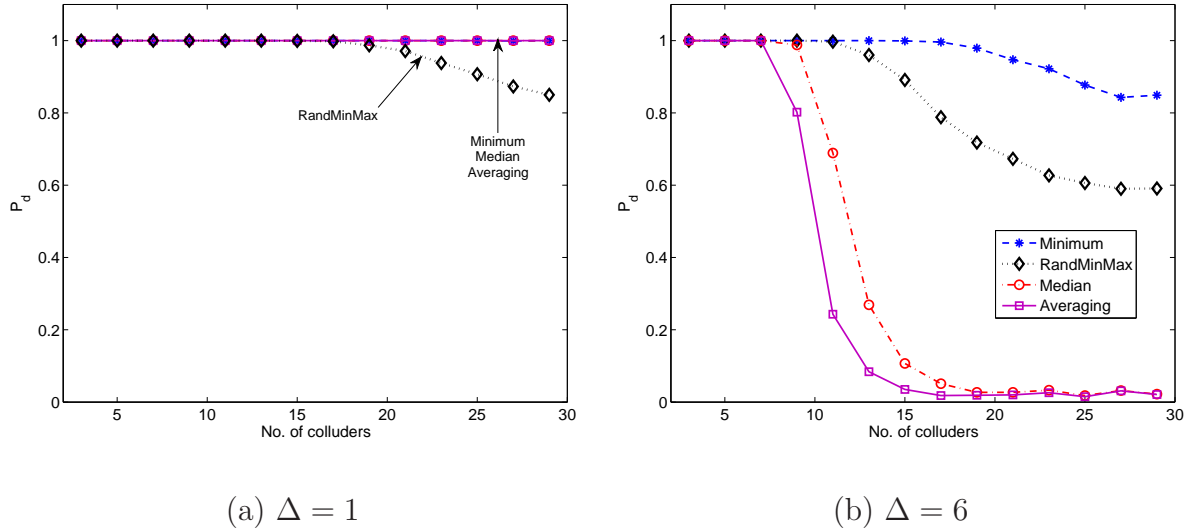 1
0.8
0.6
0.4
0.2
0
P_d
5
10
15
20
25
30
No. of colluders
RandMinMax
Minimum
Median
Averaging
(a) Δ = 1
1
0.8
0.6
0.4
0.2
0
P_d
5
10
15
20
25
30
No. of colluders
Minimum
RandMinMax
Median
Averaging
(b) Δ = 6